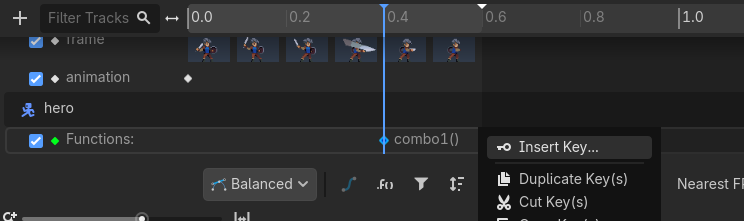 Filter Tracks 0.0 0.2 0.4 0.6 0.8 1.0
frame
animation
hero
Functions: combo1()
Insert Key...
Balanced .f() Nearest
Duplicate Key(s)
Cut Key(s)